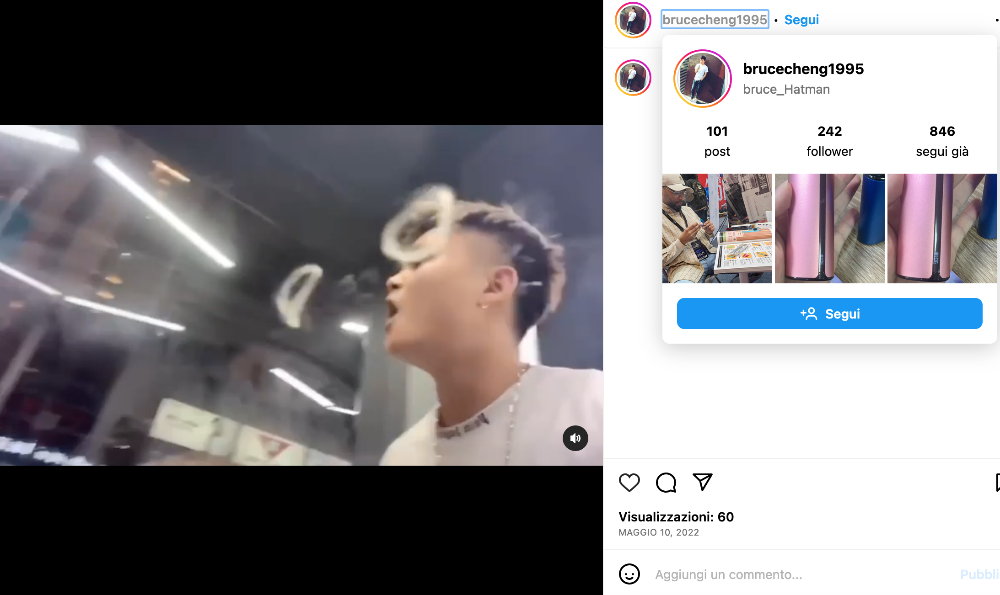 brucecheng1995 • Segui
brucecheng1995
bruce_Hatman
101 242 846
post follower segui già
Segui
Visualizzazioni: 60
MAGGIO 10, 2022
Aggiungi un commento...